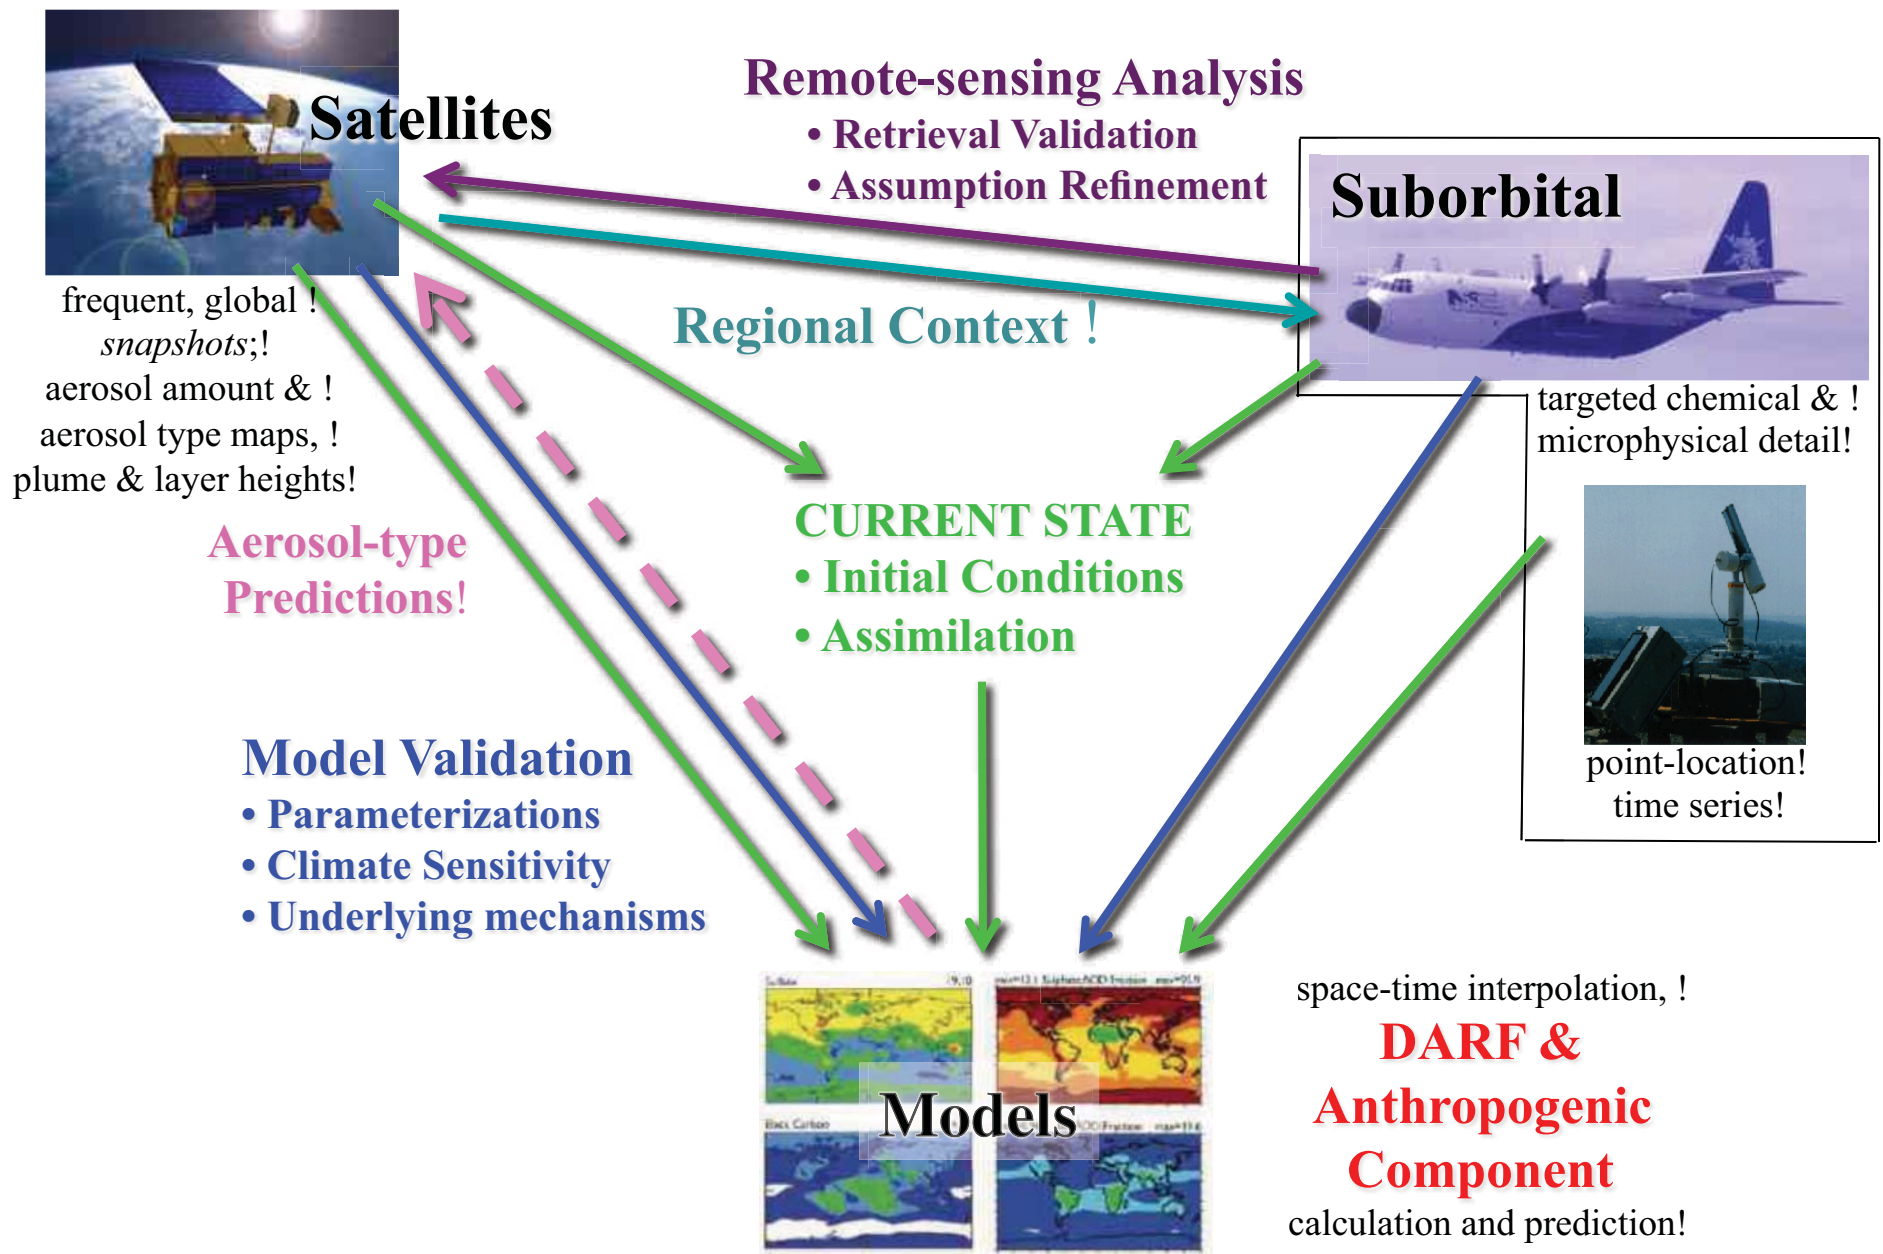 Satellites
frequent, global !
snapshots;!
aerosol amount & !
aerosol type maps, !
plume & layer heights!
Remote-sensing Analysis
• Retrieval Validation
• Assumption Refinement
Regional Context !
Suborbital
targeted chemical & !
microphysical detail!
point-location!
time series!
CURRENT STATE
• Initial Conditions
• Assimilation
Aerosol-type
Predictions!
Model Validation
• Parameterizations
• Climate Sensitivity
• Underlying mechanisms
Models
Black Carbon
space-time interpolation, !
DARF &
Anthropogenic
Component
calculation and prediction!